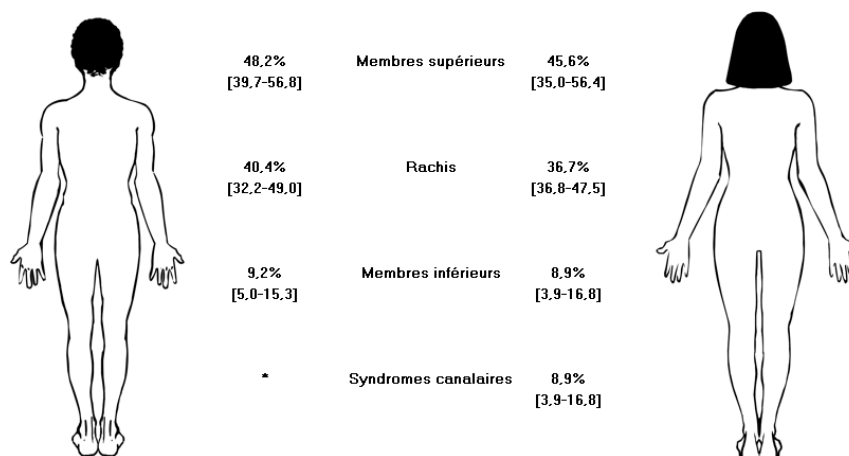 48,2% Membres supérieurs 45,6%
[39,7-56,8] [35,0-56,4]
40,4% Rachis 36,7%
[32,2-49,0] [36,8-47,5]
9,2% Membres inférieurs 8,9%
[5,0-15,3] [3,9-16,8]
* Syndromes canalaires 8,9%
[3,9-16,8]